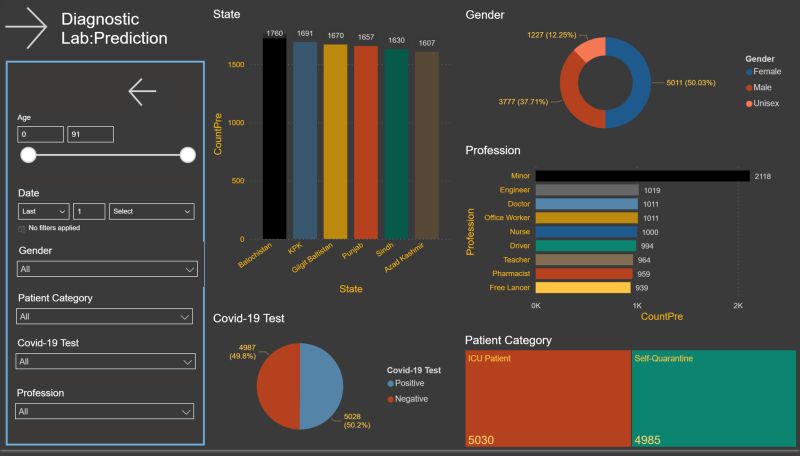 Diagnostic
Lab:Prediction
Age
0
91
Date
Last
1
Select
No filters applied
Gender
All
Patient Category
All
Covid-19 Test
All
Profession
All
State
1760
1691
1670
1657
1630
1607
1500
1000
500
0
CountPre
Balochistan
KPK
Gilgit Baltistan
Punjab
Sindh
Azad Kashmir
State
Gender
1227 (12.25%)
5011 (50.03%)
3777 (37.71%)
Gender
Female
Male
Unisex
Profession
Profession
Minor 2118
Engineer 1019
Doctor 1011
Office Worker 1011
Nurse 1000
Driver 994
Teacher 964
Pharmacist 959
Free Lancer 939
0K 1K 2K
CountPre
Covid-19 Test
4987
(49.8%)
5028
(50.2%)
Covid-19 Test
Positive
Negative
Patient Category
ICU Patient
5030
Self-Quarantine
4985